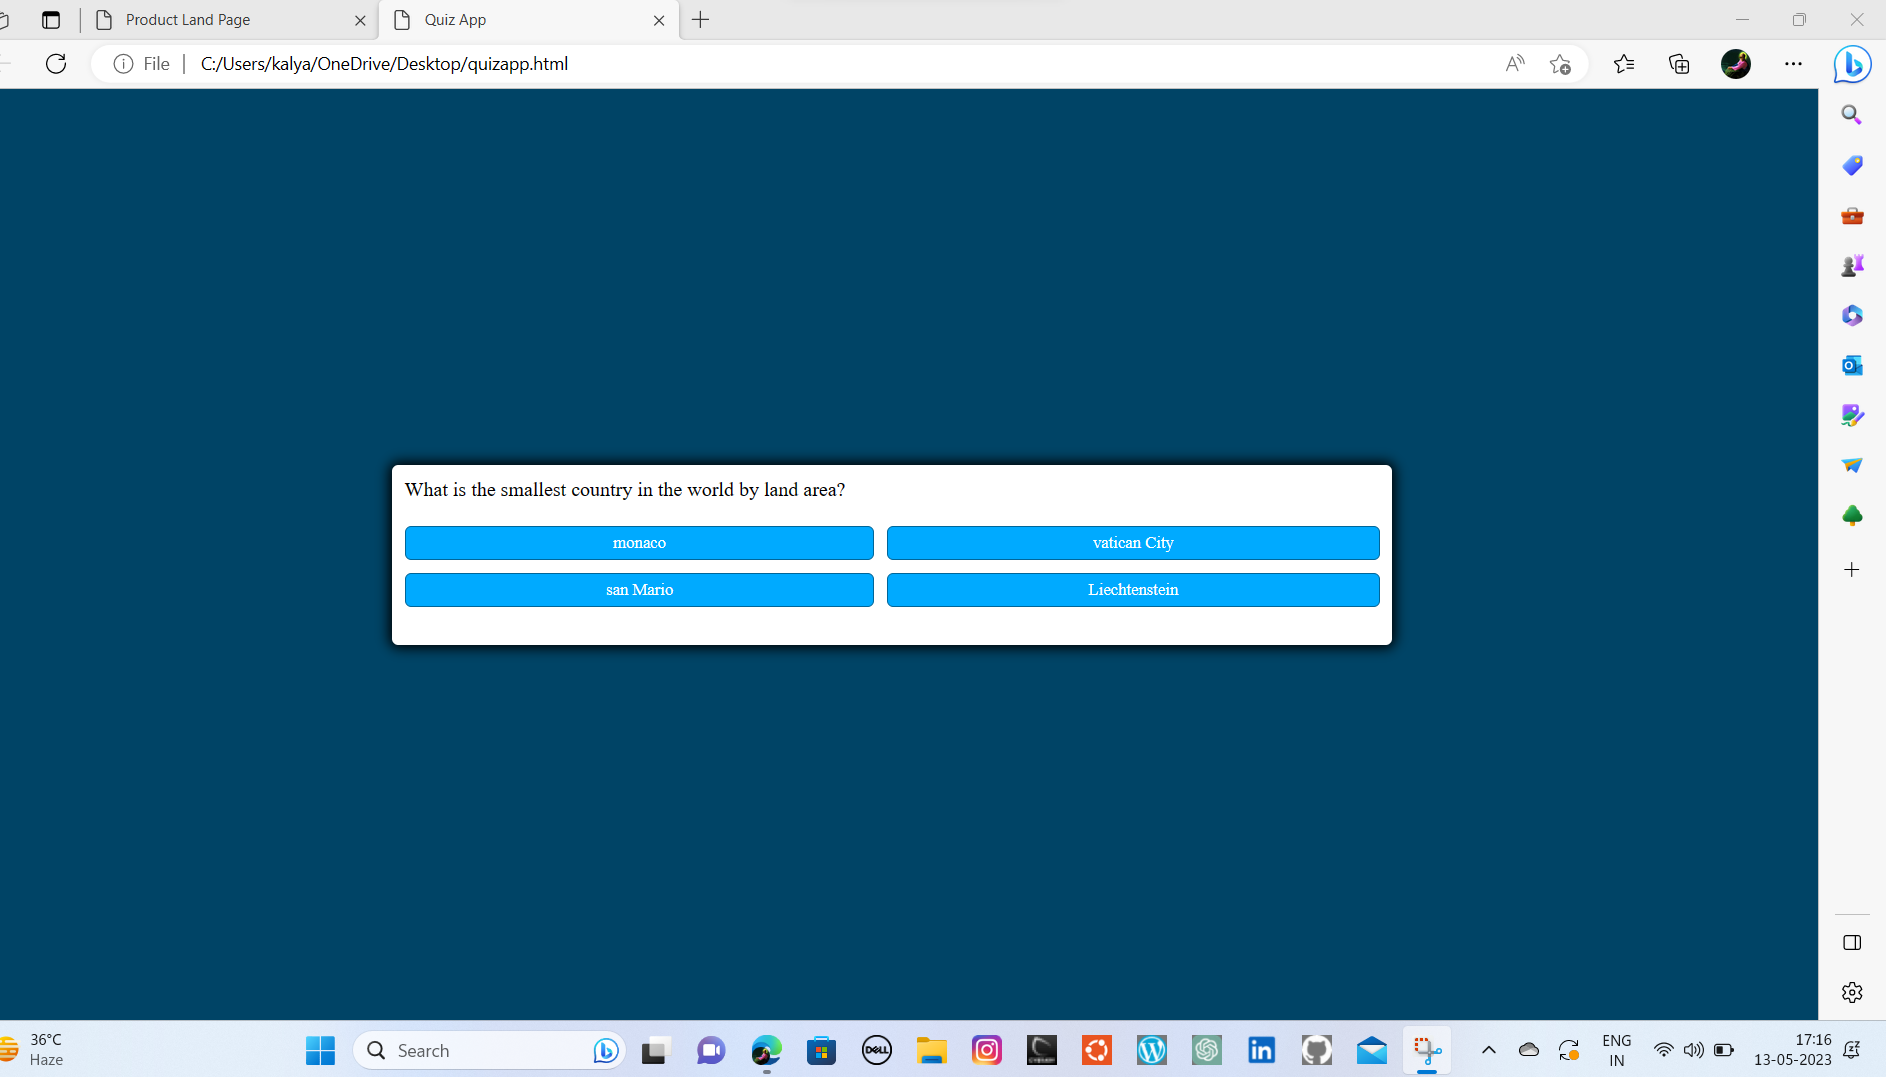 Product Land Page
Quiz App
File
C:/Users/kalya/OneDrive/Desktop/quizapp.html
What is the smallest country in the world by land area?
monaco
vatican City
san Mario
Liechtenstein
36°C
Haze
Search
DELL
in
ENG
IN
17:16
13-05-2023